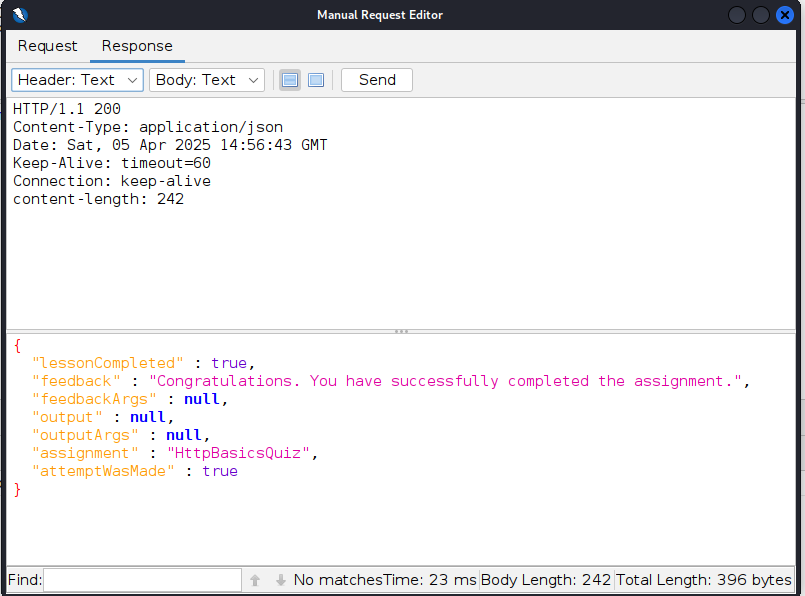 Manual Request Editor
Request Response
Header: Text Body: Text Send
HTTP/1.1 200
Content-Type: application/json
Date: Sat, 05 Apr 2025 14:56:43 GMT
Keep-Alive: timeout=60
Connection: keep-alive
content-length: 242
{
"lessonCompleted" : true,
"feedback" : "Congratulations. You have successfully completed the assignment.",
"feedbackArgs" : null,
"output" : null,
"outputArgs" : null,
"assignment" : "HttpBasicsQuiz",
"attemptWasMade" : true
}
Find: No matches Time: 23 ms Body Length: 242 Total Length: 396 bytes